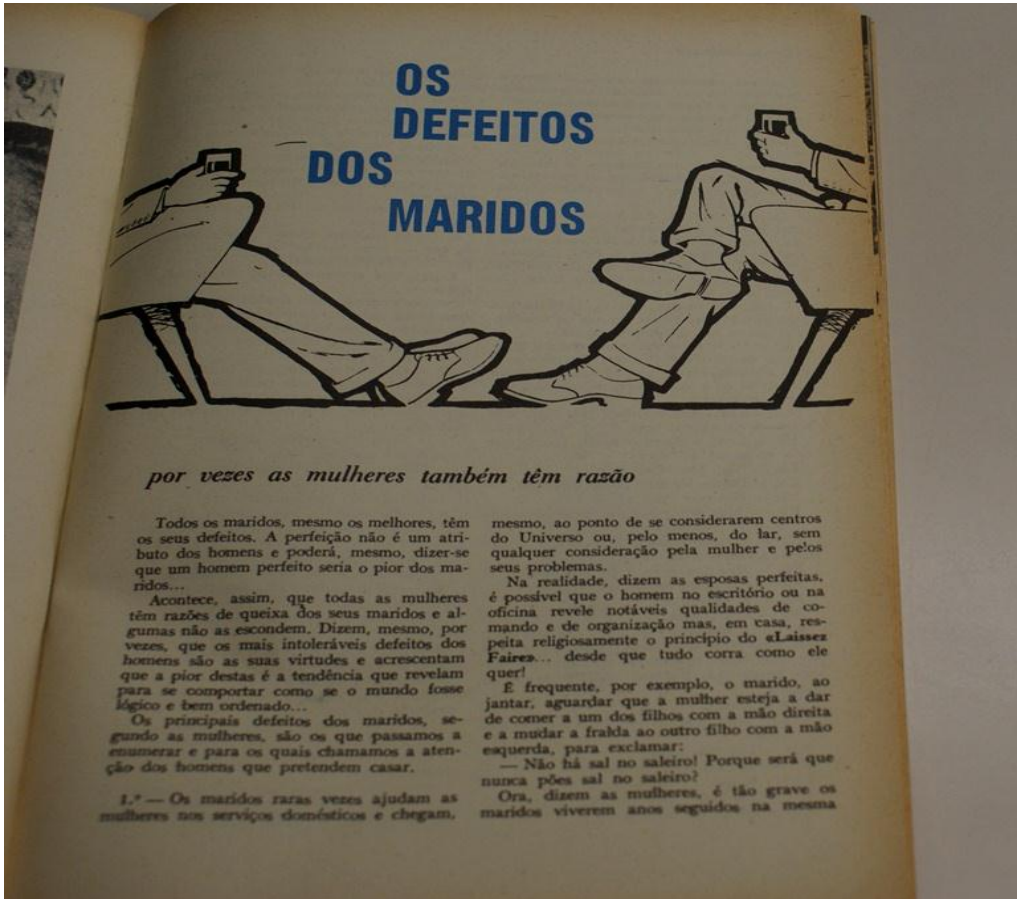 OS
DEFEITOS
DOS
MARIDOS
por vezes as mulheres também têm razão
Todos os maridos, mesmo os melhores, têm
os seus defeitos. A perfeição não é um atri-
buto dos homens e poderá, mesmo, dizer-se
que um homem perfeito seria o pior dos ma-
ridos...
Acontece, assim, que todas as mulheres
têm razões de queixa dos seus maridos e al-
gumas não as escondem. Dizem, mesmo, por
vezes, que os mais intoleráveis defeitos dos
homens são as suas virtudes e acrescentam
que a pior destas é a tendência que revelam
para se comportar como se o mundo fosse
lógico e bem ordenado...
Os principais defeitos dos maridos, se-
gundo as mulheres, são os que passamos a
enumerar e para os quais chamamos a aten-
ção dos homens que pretendem casar.
1.º — Os maridos raras vezes ajudam as
mulheres nos serviços domésticos e chegam,
mesmo, ao ponto de se considerarem centros
do Universo ou, pelo menos, do lar, sem
qualquer consideração pela mulher e pelos
seus problemas.
Na realidade, dizem as esposas perfeitas,
é possível que o homem no escritório ou na
oficina revele notáveis qualidades de co-
mando e de organização mas, em casa, res-
peita religiosamente o princípio do «Laissez
Faire»... desde que tudo corra como ele
quer!
É frequente, por exemplo, o marido, ao
jantar, aguardar que a mulher esteja a dar
de comer a um dos filhos com a mão direita
e a mudar a fralda ao outro filho com a mão
esquerda, para exclamar:
— Não há sal no saleiro! Porque será que
nunca pões sal no saleiro?
Ora, dizem as mulheres, é tão grave os
maridos viverem anos seguidos na mesma